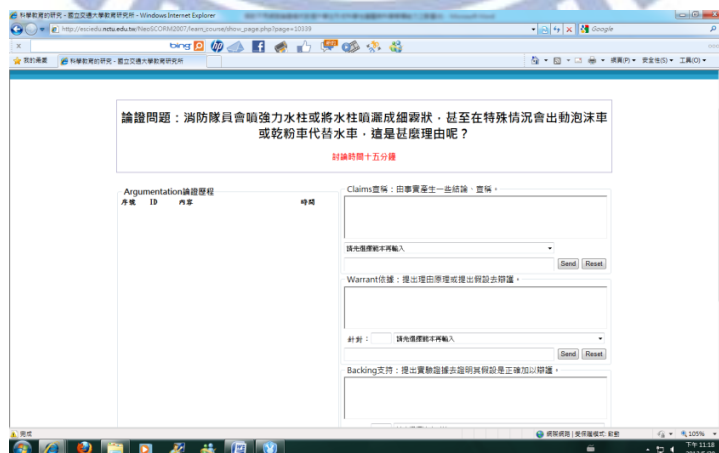 科學教育的研究 - 國立交通大學教育研究所 - Windows Internet Explorer
http://esciedu.nctu.edu.tw/NeoSCORM2007/learn_course/show_page.php?page=10339
Google
bing
我的最愛
科學教育的研究 - 國立交通大學教育研究所
網頁(P)
安全性(S)
工具(O)
論證問題：消防隊員會噴強力水柱或將水柱噴灑成細霧狀，甚至在特殊情況會出動泡沫車
或乾粉車代替水車，這是甚麼理由呢？
討論時間十五分鐘
Argumentation論證歷程
序號 ID 內容 時間
Claims宣稱：由事實產生一些結論、宣稱。
請先選擇範本再輸入
Send Reset
Warrant依據：提出理由原理或提出假設去辯護。
針對： 請先選擇範本再輸入
Send Reset
Backing支持：提出實驗證據去證明其假設是正確加以辯護。
完成
網際網路 | 受保護模式: 啟動
105%
下午 11:18